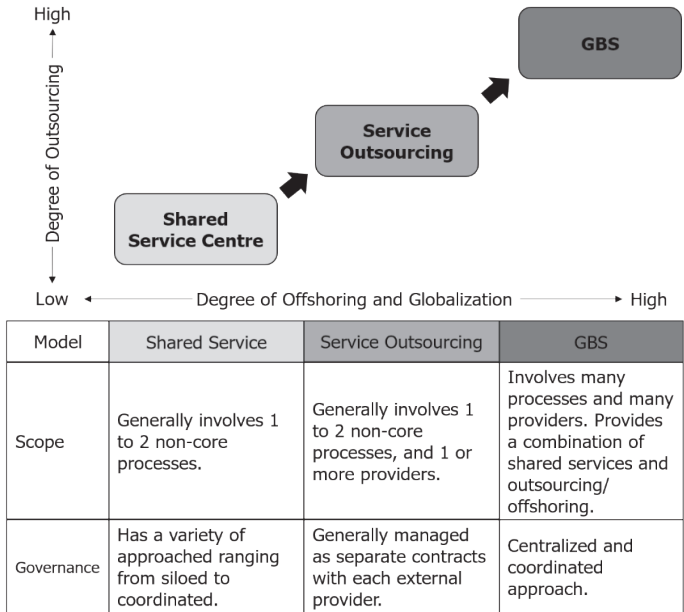 High
GBS
Degree of Outsourcing
Service
Outsourcing
Shared
Service Centre
Low
Degree of Offshoring and Globalization
High
Model
Shared Service
Service Outsourcing
GBS
Scope
Generally involves 1
to 2 non-core
processes.
Generally involves 1
to 2 non-core
processes, and 1 or
more providers.
Involves many
processes and many
providers. Provides
a combination of
shared services and
outsourcing/
offshoring.
Governance
Has a variety of
approached ranging
from siloed to
coordinated.
Generally managed
as separate contracts
with each external
provider.
Centralized and
coordinated
approach.